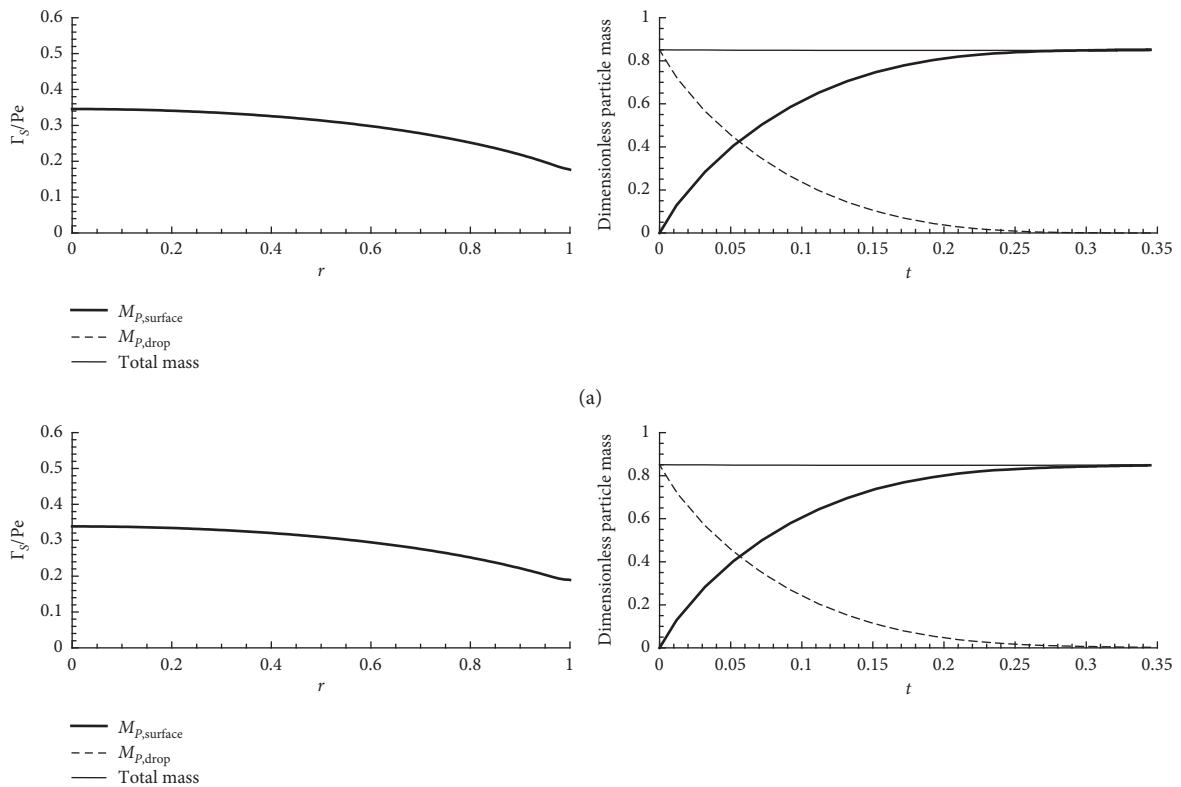 0.6
0.5
0.4
0.3
0.2
0.1
0
Γ_S/Pe
0 0.2 0.4 0.6 0.8 1
r
1
0.8
0.6
0.4
0.2
0
Dimensionless particle mass
0 0.05 0.1 0.15 0.2 0.25 0.3 0.35
t
M_P,surface
M_P,drop
Total mass
(a)
0.6
0.5
0.4
0.3
0.2
0.1
0
Γ_S/Pe
0 0.2 0.4 0.6 0.8 1
r
1
0.8
0.6
0.4
0.2
0
Dimensionless particle mass
0 0.05 0.1 0.15 0.2 0.25 0.3 0.35
t
M_P,surface
M_P,drop
Total mass